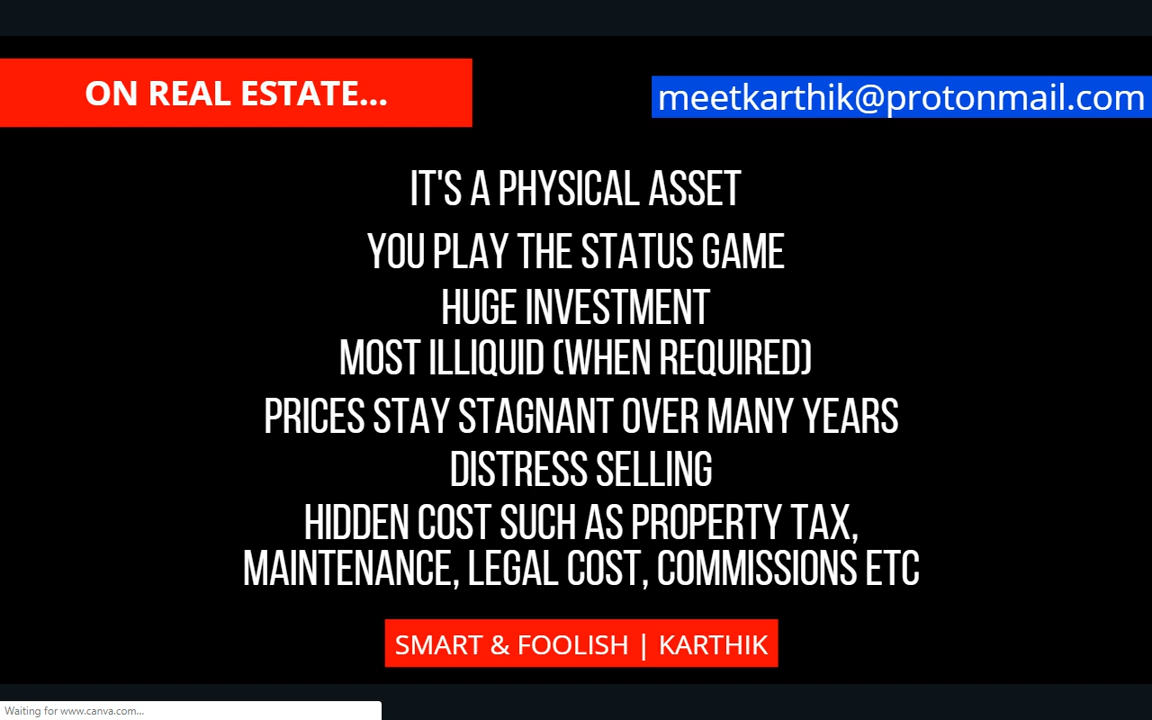 ON REAL ESTATE...
meetkarthik@protonmail.com
IT'S A PHYSICAL ASSET
YOU PLAY THE STATUS GAME
HUGE INVESTMENT
MOST ILLIQUID (WHEN REQUIRED)
PRICES STAY STAGNANT OVER MANY YEARS
DISTRESS SELLING
HIDDEN COST SUCH AS PROPERTY TAX,
MAINTENANCE, LEGAL COST, COMMISSIONS ETC
SMART & FOOLISH | KARTHIK
Waiting for www.canva.com...